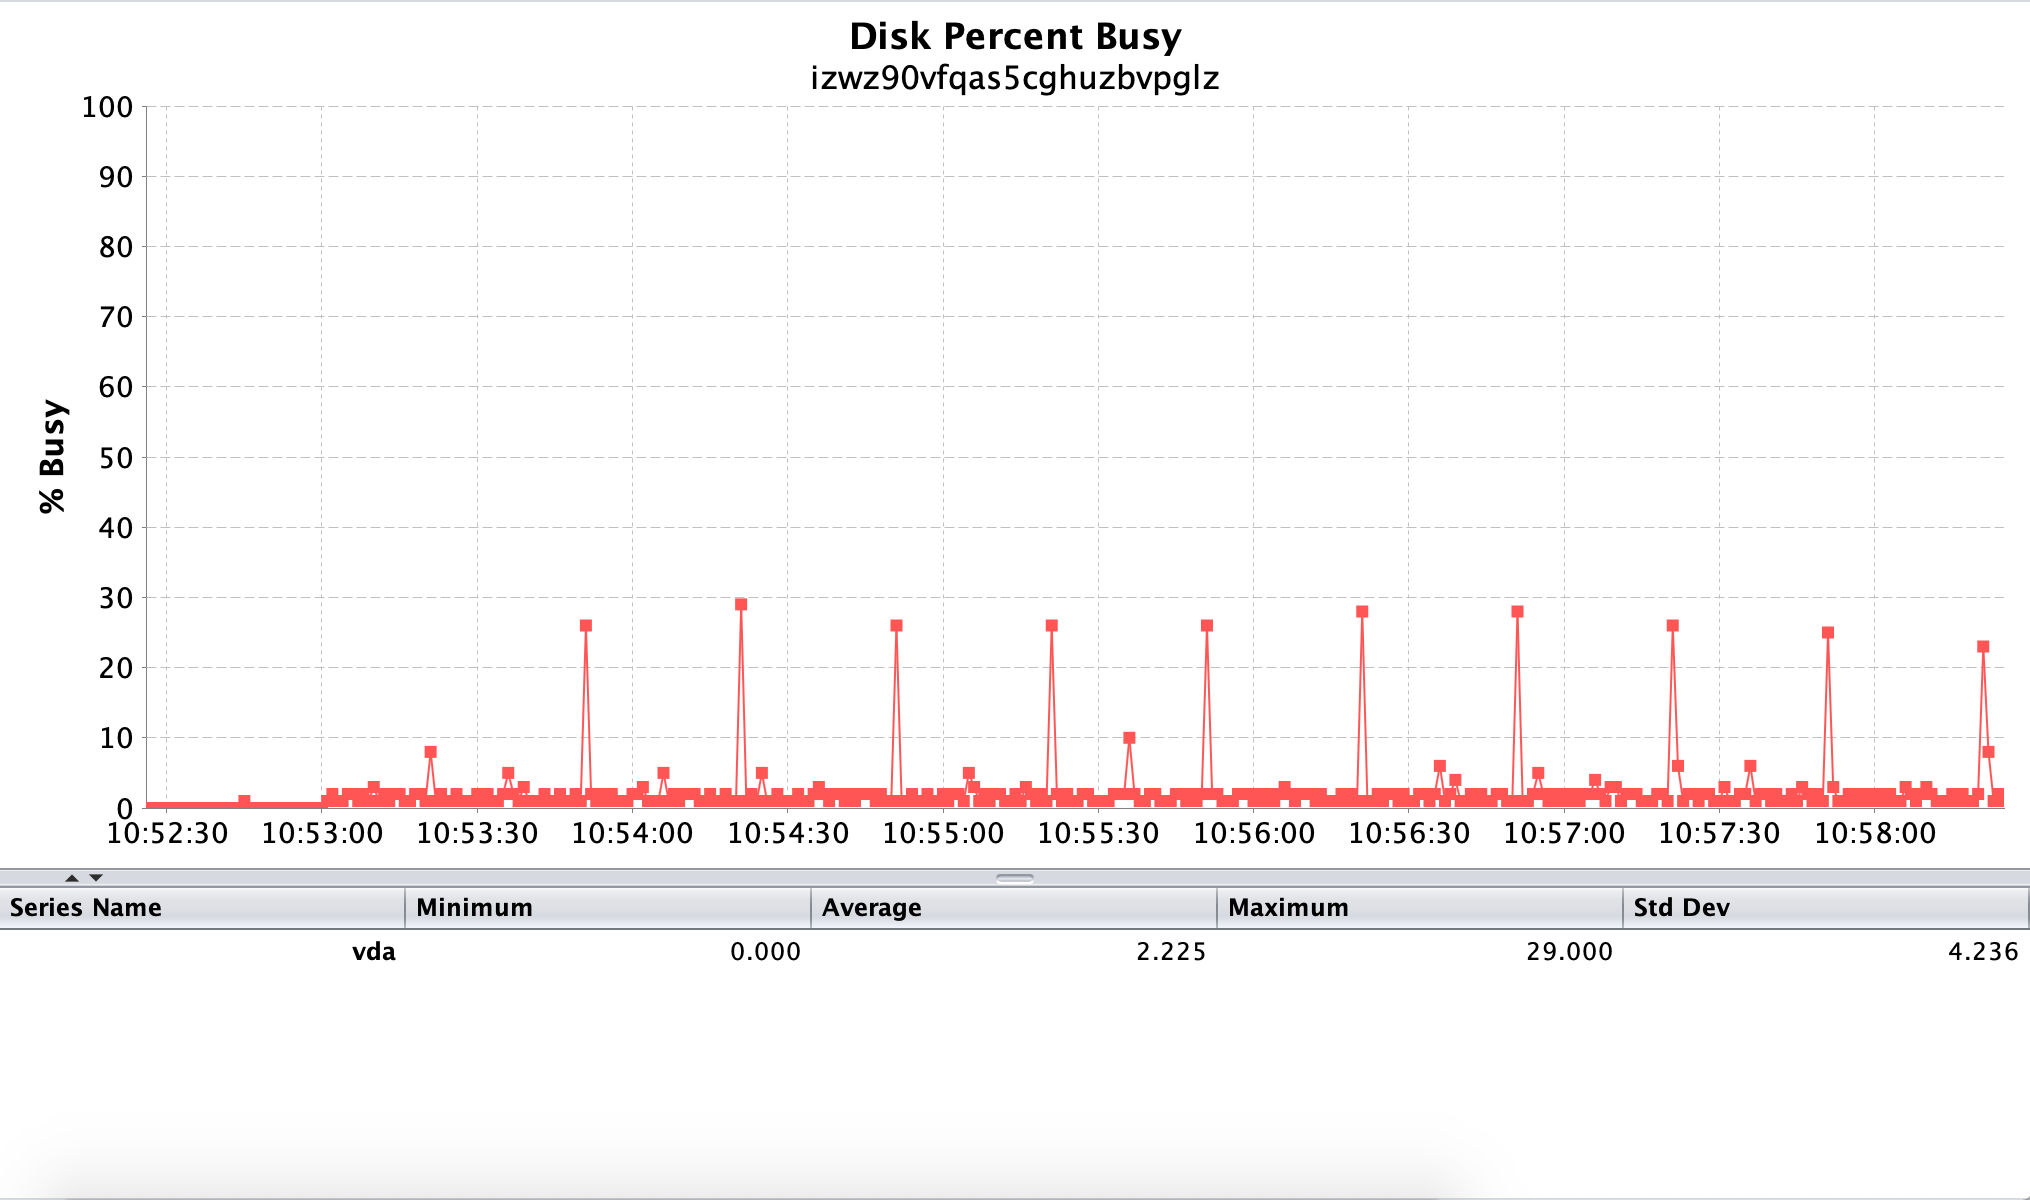 Disk Percent Busy
izwz90vfqas5cghuzbvpglz
100
90
80
70
60
50
40
30
20
10
0
% Busy
10:52:30 10:53:00 10:53:30 10:54:00 10:54:30 10:55:00 10:55:30 10:56:00 10:56:30 10:57:00 10:57:30 10:58:00
Series Name Minimum Average Maximum Std Dev
vda 0.000 2.225 29.000 4.236